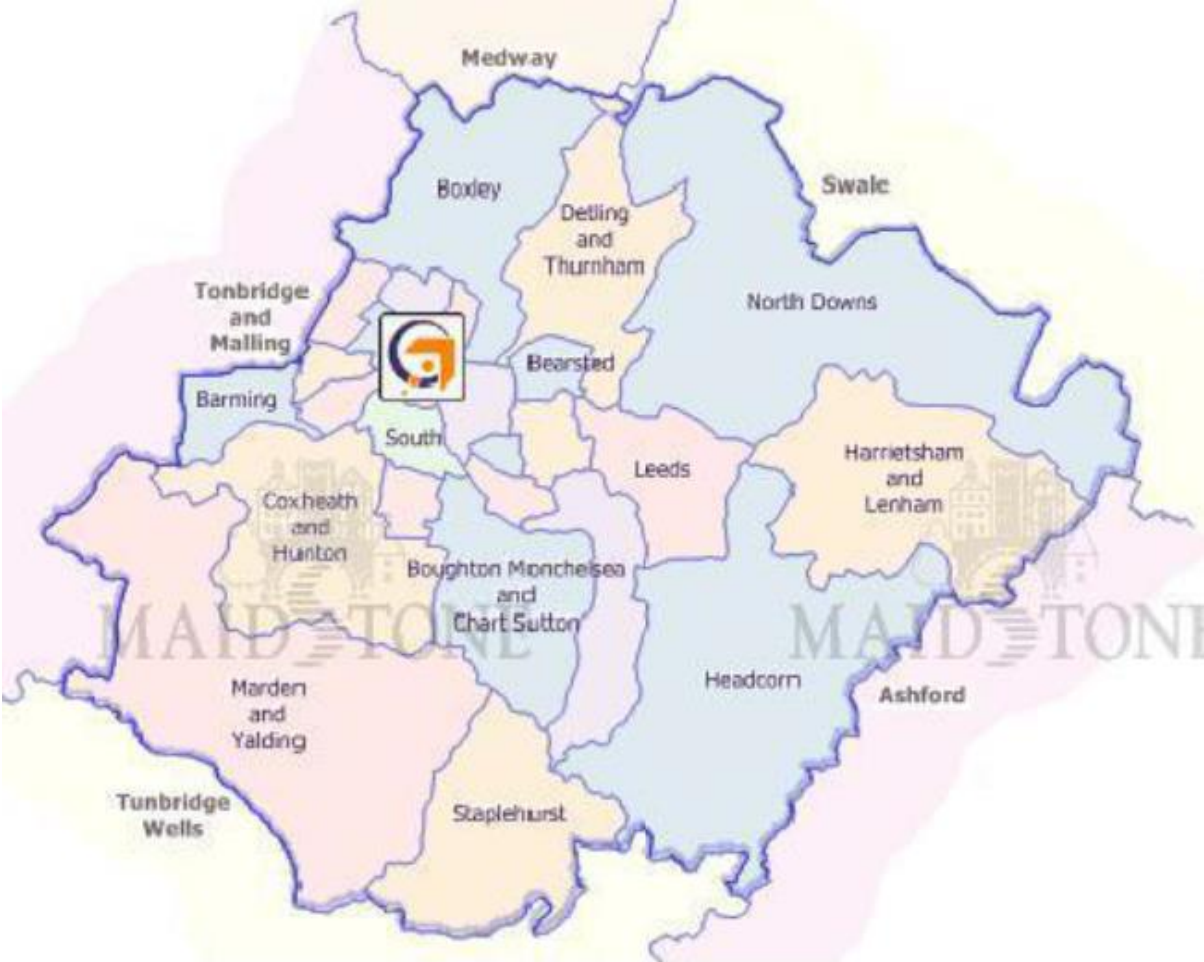 Medway
Boxley
Swale
Detling
and
Thurnham
Tonbridge
and
Malling
North Downs
Bearsted
Barming
South
Leeds
Harrietsham
and
Lenham
Coxheath
and
Hunton
Boughton Monchelsea
and
Chart Sutton
MAIDSTONE
MAIDSTONE
Marden
and
Yalding
Headcorn
Ashford
Tunbridge
Wells
Staplehurst